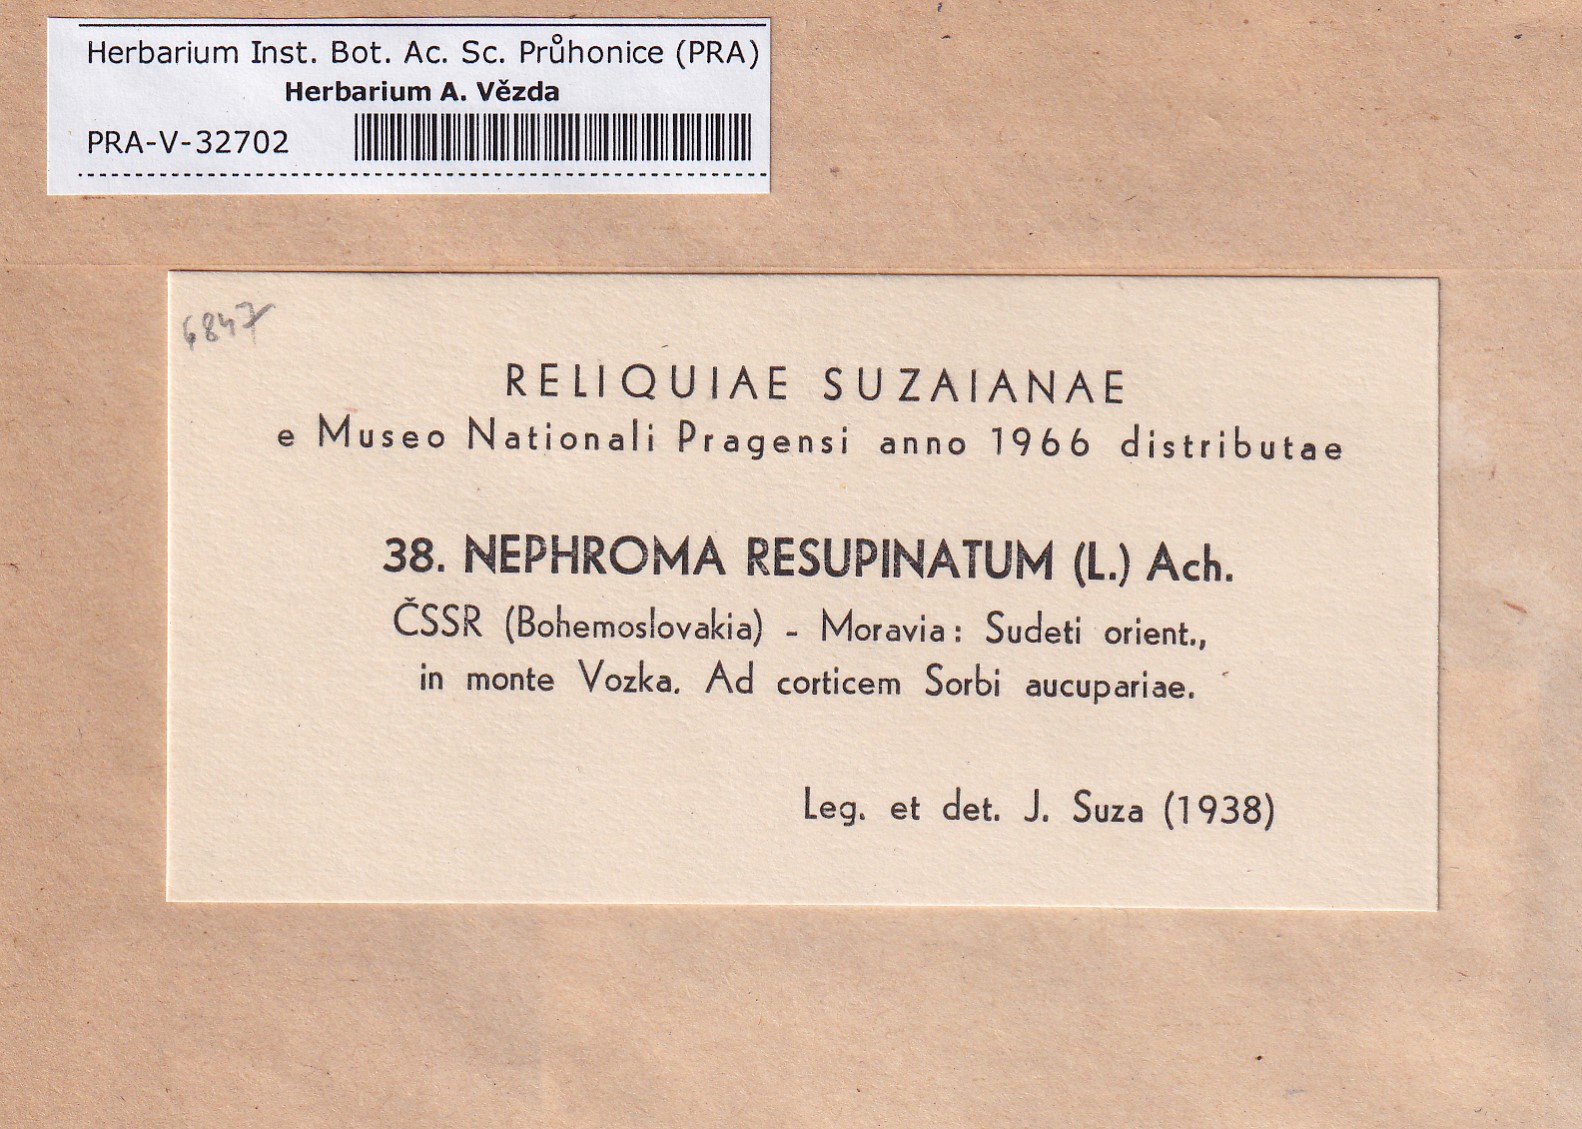 Herbarium Inst. Bot. Ac. Sc. Průhonice (PRA)
Herbarium A. Vězda
PRA-V-32702
6847
RELIQUIAE SUZAIANAE
e Museo Nationali Pragensi anno 1966 distributae
38. NEPHROMA RESUPINATUM (L.) Ach.
ČSSR (Bohemoslovakia) - Moravia: Sudeti orient.,
in monte Vozka. Ad corticem Sorbi aucupariae.
Leg. et det. J. Suza (1938)